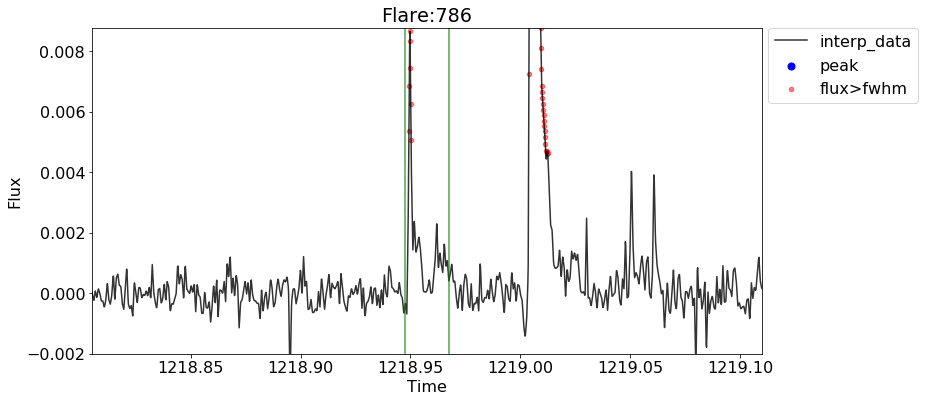 Flare:786
interp_data
peak
flux>fwhm
0.008
0.006
0.004
0.002
0.000
−0.002
Flux
1218.85
1218.90
1218.95
1219.00
1219.05
1219.10
Time